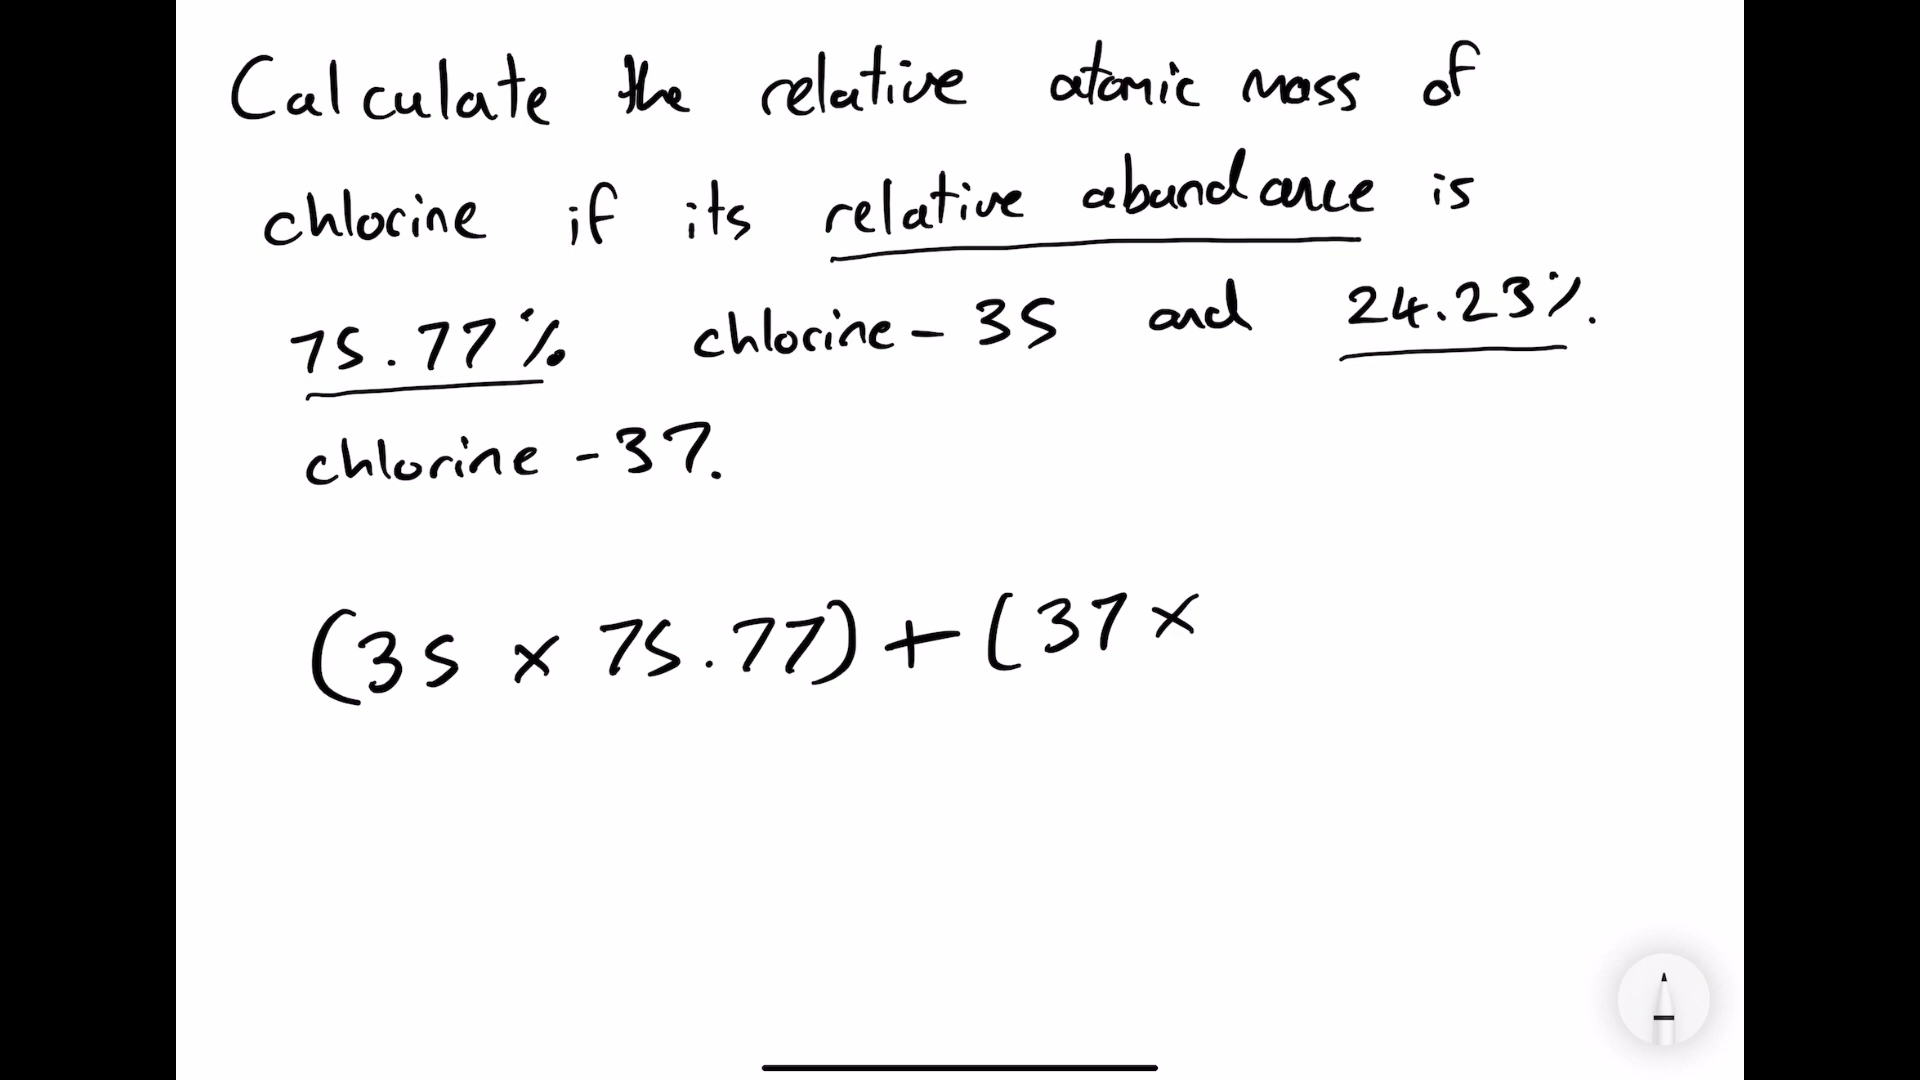 Calculate the relative atomic mass of
chlorine if its relative abundance is
75.77% chlorine-35 and 24.23%.
chlorine-37.
(35 × 75.77) + (37 ×